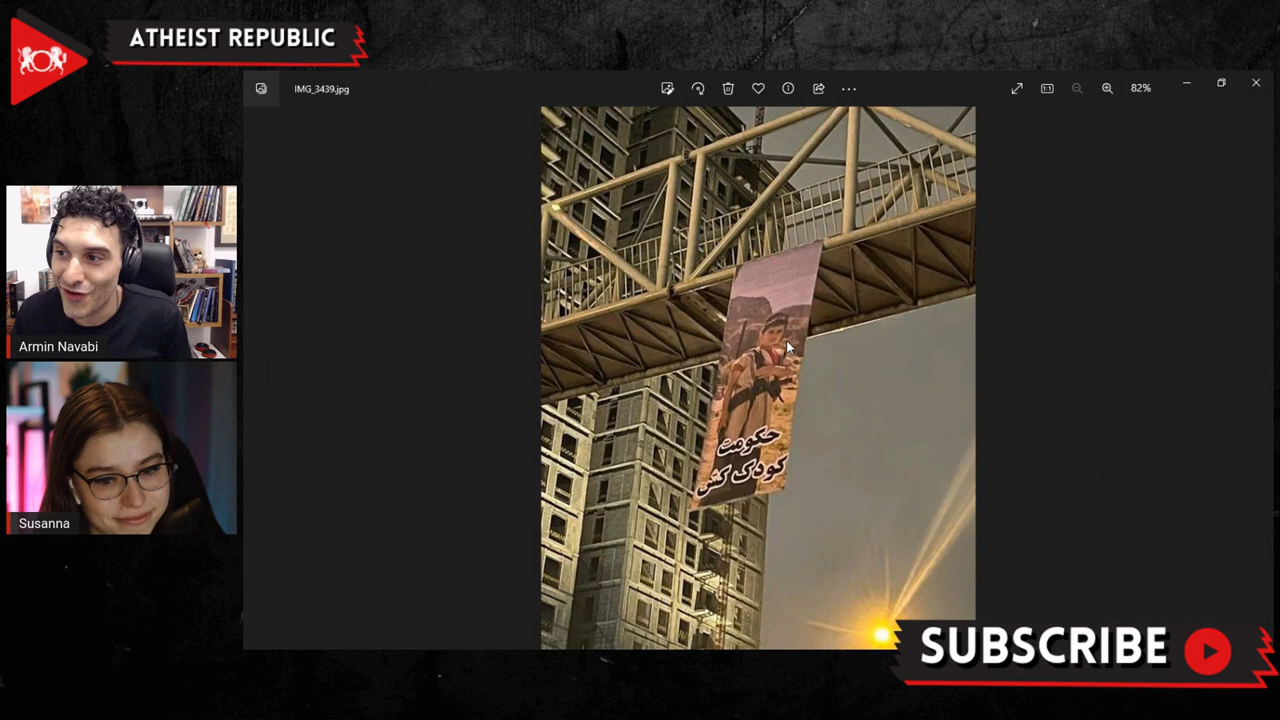 ATHEIST REPUBLIC
IMG_3439.jpg
82%
Armin Navabi
حکومت
کودک کش
Susanna
SUBSCRIBE